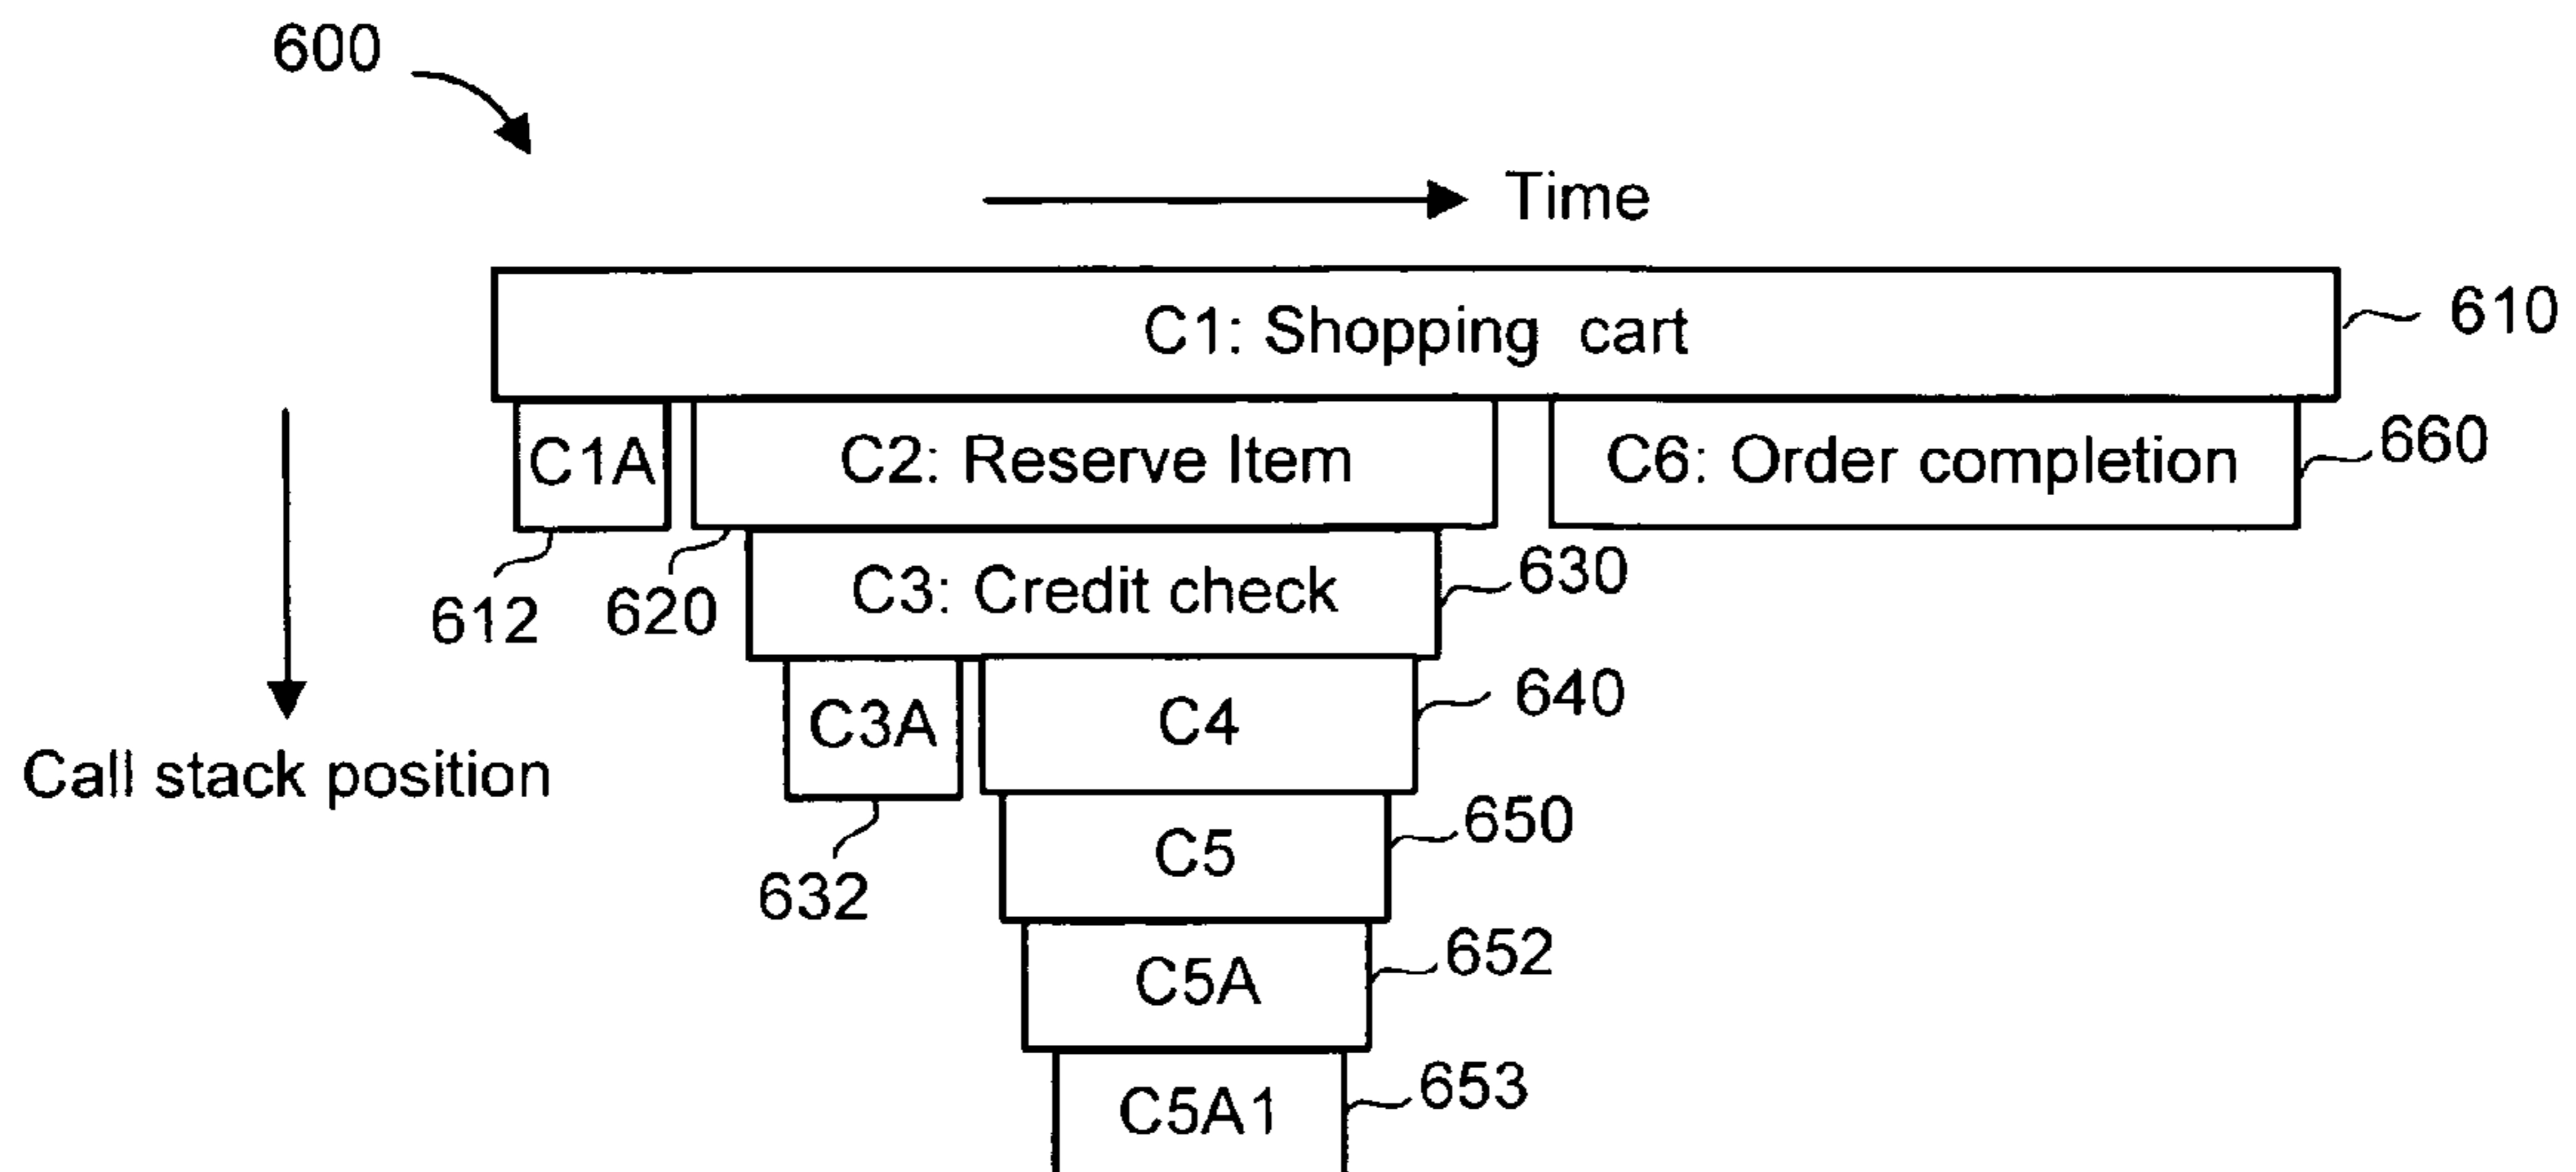 600
Time
C1: Shopping cart
610
C1A
C2: Reserve Item
C6: Order completion
660
612
620
C3: Credit check
630
C3A
C4
640
Call stack position
632
C5
650
C5A
652
C5A1
653